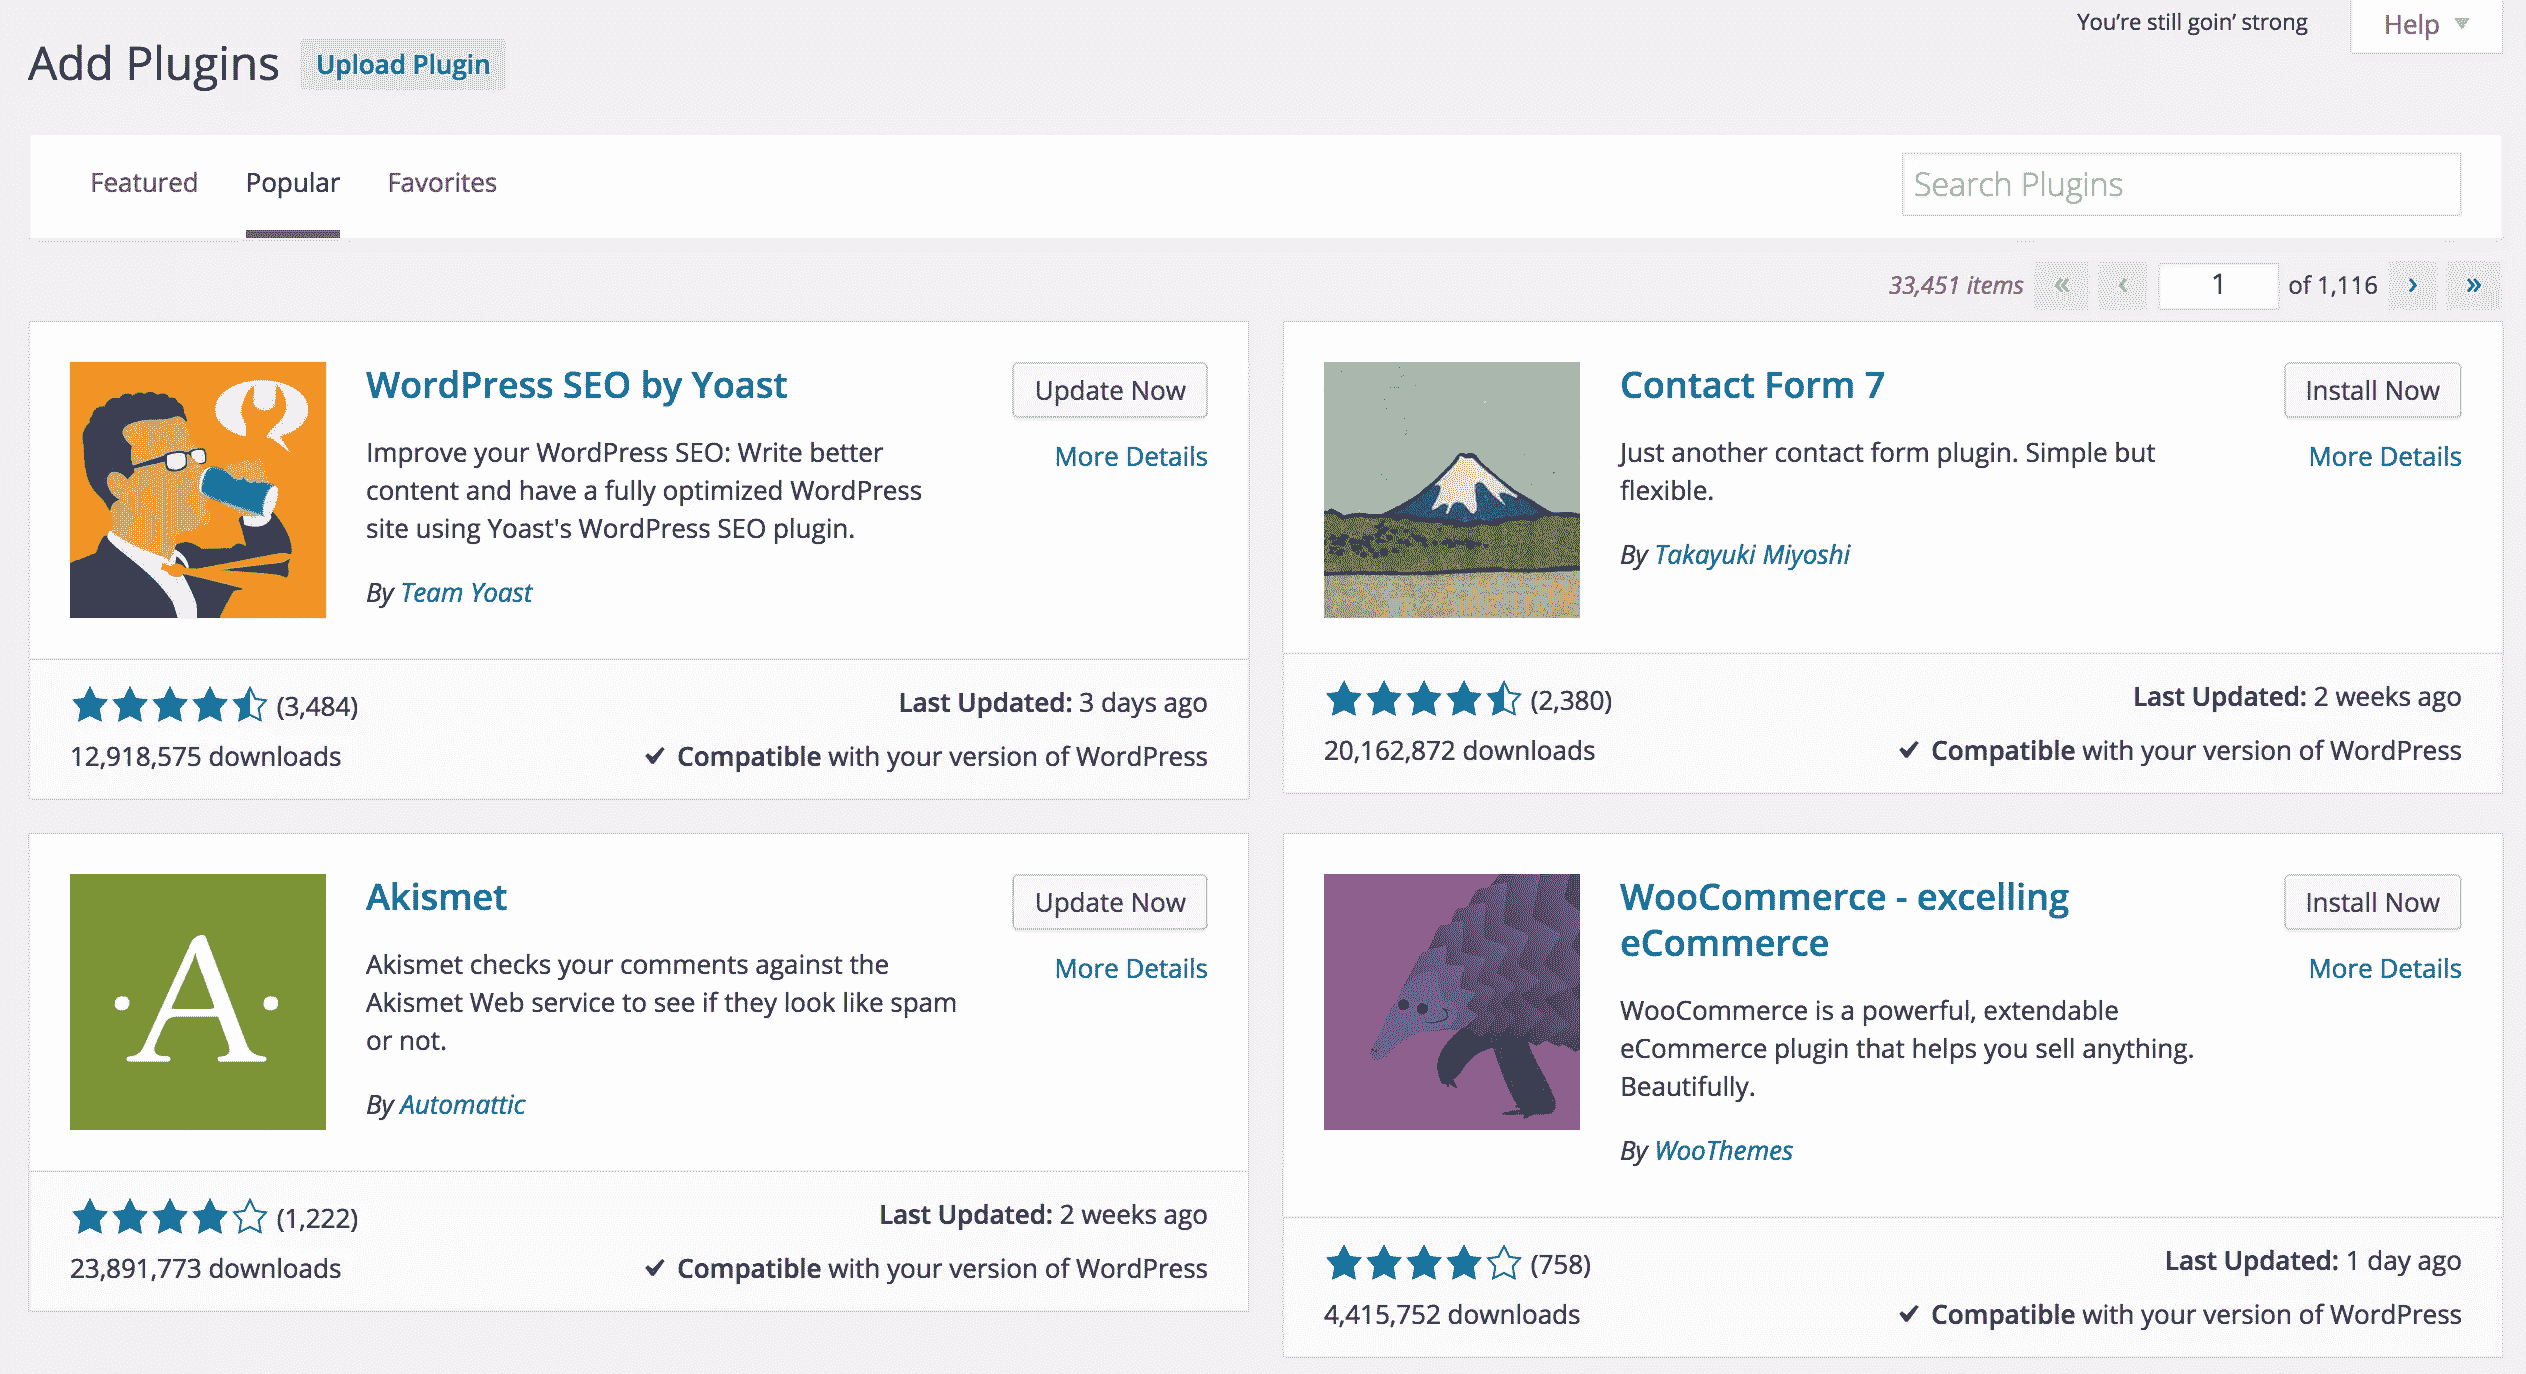 You’re still goin’ strong
Help
Add Plugins
Upload Plugin
Featured
Popular
Favorites
Search Plugins
33,451 items « ‹ 1 of 1,116 › »
WordPress SEO by Yoast
Update Now
More Details
Improve your WordPress SEO: Write better
content and have a fully optimized WordPress
site using Yoast's WordPress SEO plugin.
By Team Yoast
(3,484)
12,918,575 downloads
Last Updated: 3 days ago
✔ Compatible with your version of WordPress
Contact Form 7
Install Now
More Details
Just another contact form plugin. Simple but
flexible.
By Takayuki Miyoshi
(2,380)
20,162,872 downloads
Last Updated: 2 weeks ago
✔ Compatible with your version of WordPress
·A·
Akismet
Update Now
More Details
Akismet checks your comments against the
Akismet Web service to see if they look like spam
or not.
By Automattic
(1,222)
23,891,773 downloads
Last Updated: 2 weeks ago
✔ Compatible with your version of WordPress
WooCommerce - excelling
eCommerce
Install Now
More Details
WooCommerce is a powerful, extendable
eCommerce plugin that helps you sell anything.
Beautifully.
By WooThemes
(758)
4,415,752 downloads
Last Updated: 1 day ago
✔ Compatible with your version of WordPress